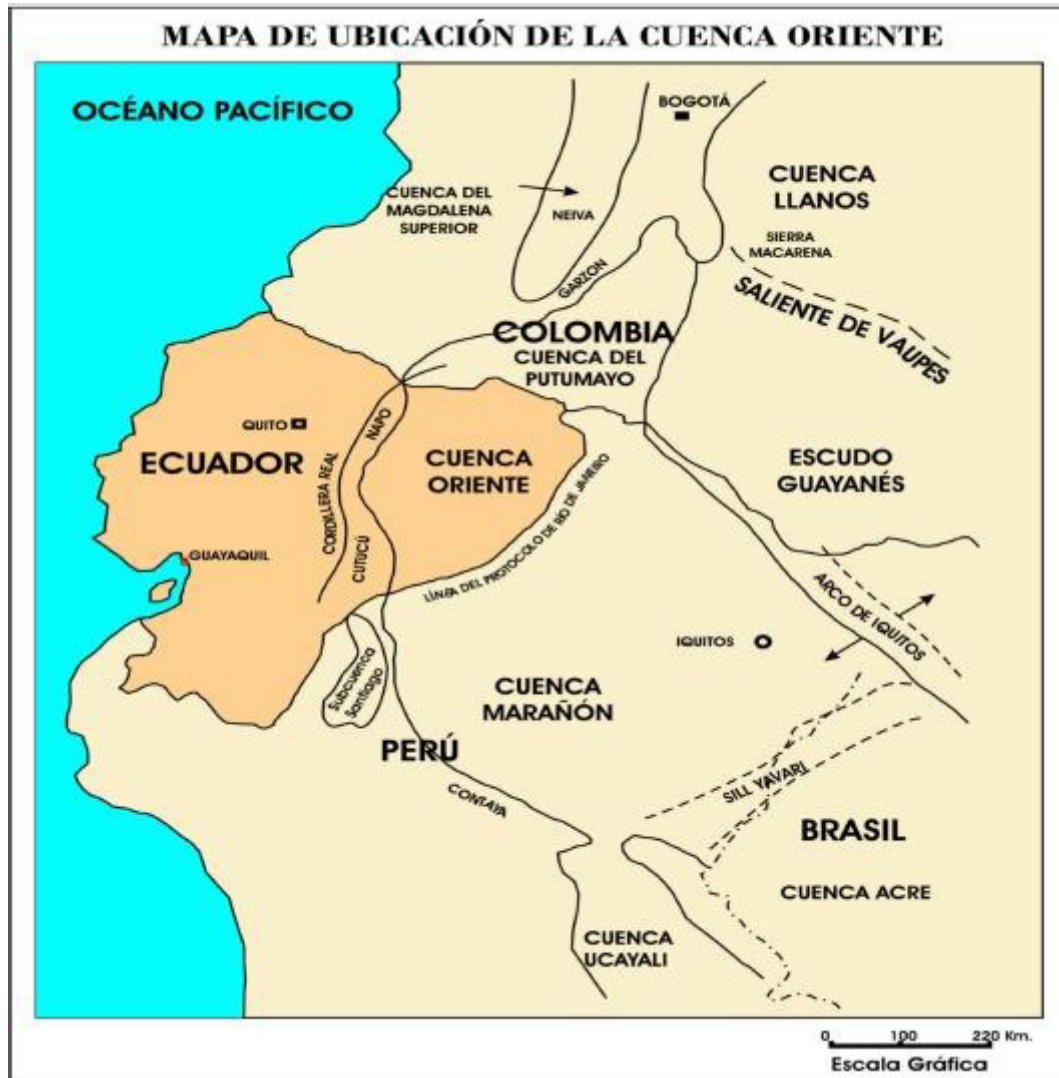 MAPA DE UBICACIÓN DE LA CUENCA ORIENTE
OCÉANO PACÍFICO
BOGOTÁ
CUENCA
LLANOS
CUENCA DEL
MAGDALENA
SUPERIOR
NEIVA
SIERRA
MACARENA
GARZON
SALIENTE DE VAUPES
COLOMBIA
CUENCA DEL
PUTUMAYO
QUITO
NAPO
ECUADOR
CORDILLERA REAL
CUENCA
ORIENTE
ESCUDO
GUAYANÉS
GUAYAQUIL
CUTUCÚ
LÍNEA DEL PROTOCOLO DE RÍO DE JANEIRO
ARCO DE IQUITOS
IQUITOS
Subcuenca
Santiago
CUENCA
MARAÑÓN
PERÚ
CONTAYA
SILL YAVARI
BRASIL
CUENCA ACRE
CUENCA
UCAYALI
0 100 220 Km.
Escala Gráfica